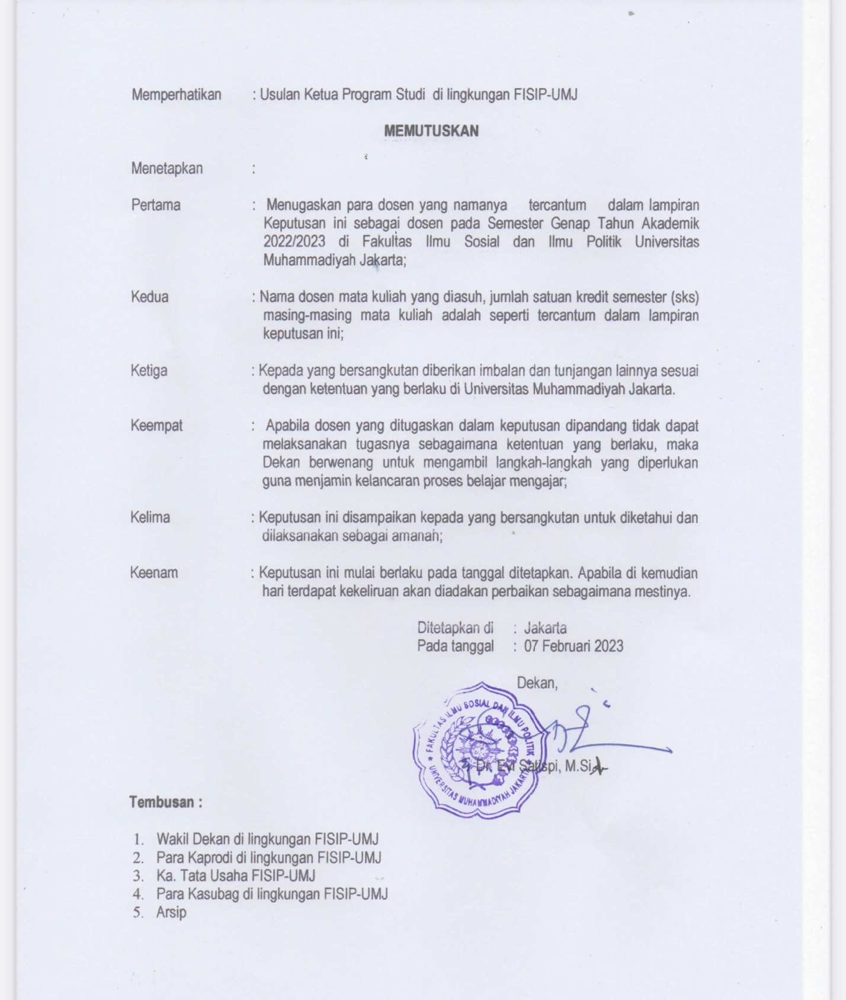 Memperhatikan : Usulan Ketua Program Studi di lingkungan FISIP-UMJ
MEMUTUSKAN
Menetapkan :
Pertama : Menugaskan para dosen yang namanya tercantum dalam lampiran
Keputusan ini sebagai dosen pada Semester Genap Tahun Akademik
2022/2023 di Fakultas Ilmu Sosial dan Ilmu Politik Universitas
Muhammadiyah Jakarta;
Kedua : Nama dosen mata kuliah yang diasuh, jumlah satuan kredit semester (sks)
masing-masing mata kuliah adalah seperti tercantum dalam lampiran
keputusan ini;
Ketiga : Kepada yang bersangkutan diberikan imbalan dan tunjangan lainnya sesuai
dengan ketentuan yang berlaku di Universitas Muhammadiyah Jakarta.
Keempat : Apabila dosen yang ditugaskan dalam keputusan dipandang tidak dapat
melaksanakan tugasnya sebagaimana ketentuan yang berlaku, maka
Dekan berwenang untuk mengambil langkah-langkah yang diperlukan
guna menjamin kelancaran proses belajar mengajar;
Kelima : Keputusan ini disampaikan kepada yang bersangkutan untuk diketahui dan
dilaksanakan sebagai amanah;
Keenam : Keputusan ini mulai berlaku pada tanggal ditetapkan. Apabila di kemudian
hari terdapat kekeliruan akan diadakan perbaikan sebagaimana mestinya.
Ditetapkan di : Jakarta
Pada tanggal : 07 Februari 2023
Dekan,
FAKULTAS ILMU SOSIAL DAN ILMU POLITIK
UNIVERSITAS MUHAMMADIYAH JAKARTA
Dr. Evi Satispi, M.Si
Tembusan :
1. Wakil Dekan di lingkungan FISIP-UMJ
2. Para Kaprodi di lingkungan FISIP-UMJ
3. Ka. Tata Usaha FISIP-UMJ
4. Para Kasubag di lingkungan FISIP-UMJ
5. Arsip